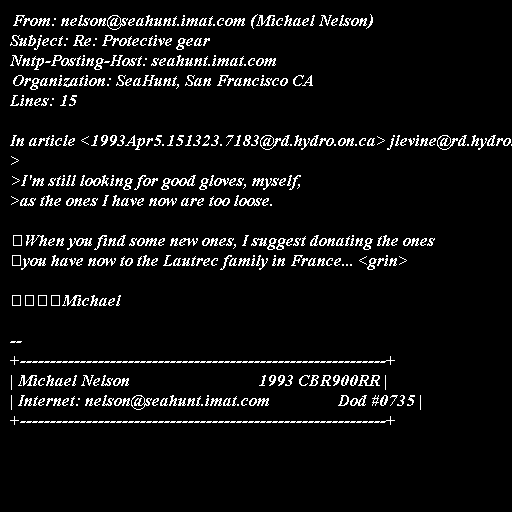 From: nelson@seahunt.imat.com (Michael Nelson)
Subject: Re: Protective gear
Nntp-Posting-Host: seahunt.imat.com
Organization: SeaHunt, San Francisco CA
Lines: 15
In article <1993Apr5.151323.7183@rd.hydro.on.ca> jlevine@rd.hydro.
>
>I'm still looking for good gloves, myself,
>as the ones I have now are too loose.
When you find some new ones, I suggest donating the ones
you have now to the Lautrec family in France... <grin>
Michael
--
+-------------------------------------------------------------+
| Michael Nelson 1993 CBR900RR |
| Internet: nelson@seahunt.imat.com Dod #0735 |
+-------------------------------------------------------------+